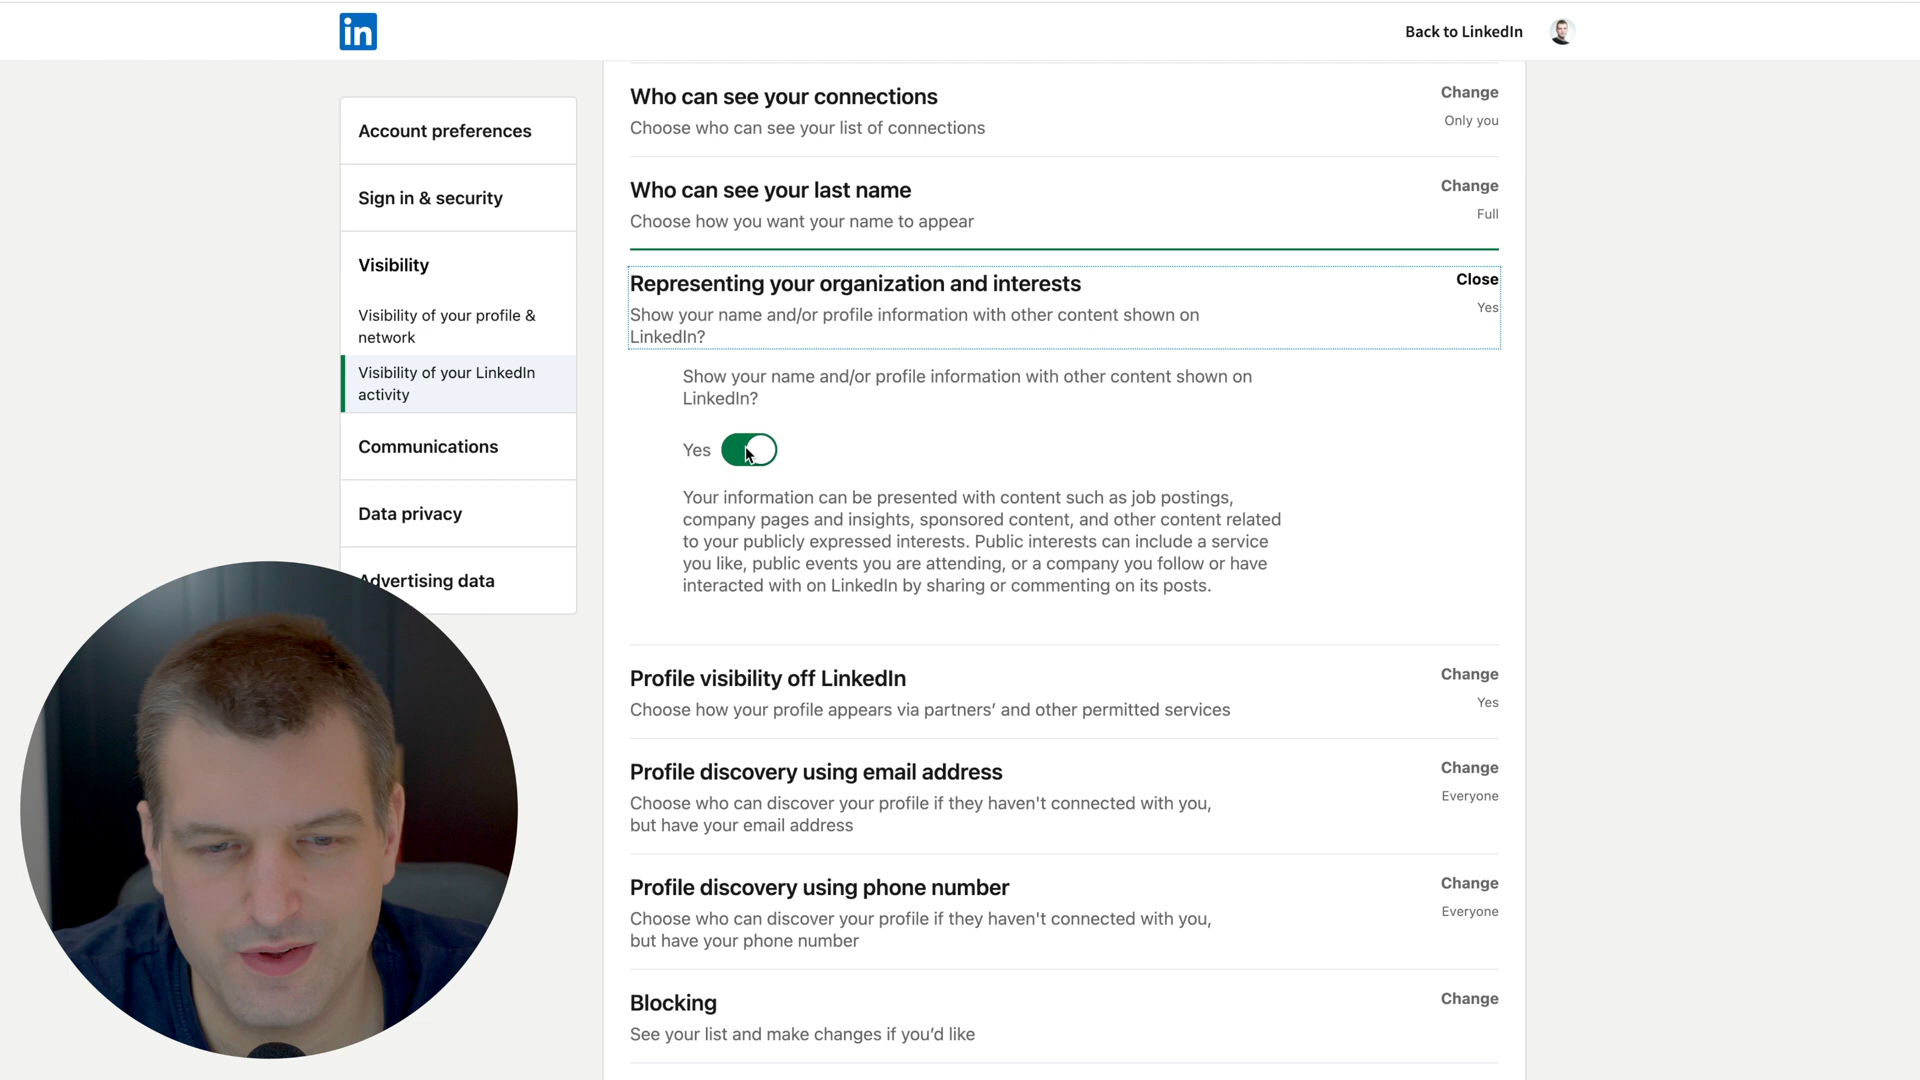 in
Back to LinkedIn
Account preferences
Sign in & security
Visibility
Visibility of your profile &
network
Visibility of your LinkedIn
activity
Communications
Data privacy
Advertising data
Who can see your connections
Change
Choose who can see your list of connections
Only you
Who can see your last name
Change
Choose how you want your name to appear
Full
Representing your organization and interests
Close
Show your name and/or profile information with other content shown on
LinkedIn?
Yes
Show your name and/or profile information with other content shown on
LinkedIn?
Yes
Your information can be presented with content such as job postings,
company pages and insights, sponsored content, and other content related
to your publicly expressed interests. Public interests can include a service
you like, public events you are attending, or a company you follow or have
interacted with on LinkedIn by sharing or commenting on its posts.
Profile visibility off LinkedIn
Change
Choose how your profile appears via partners’ and other permitted services
Yes
Profile discovery using email address
Change
Choose who can discover your profile if they haven't connected with you,
but have your email address
Everyone
Profile discovery using phone number
Change
Choose who can discover your profile if they haven't connected with you,
but have your phone number
Everyone
Blocking
Change
See your list and make changes if you’d like